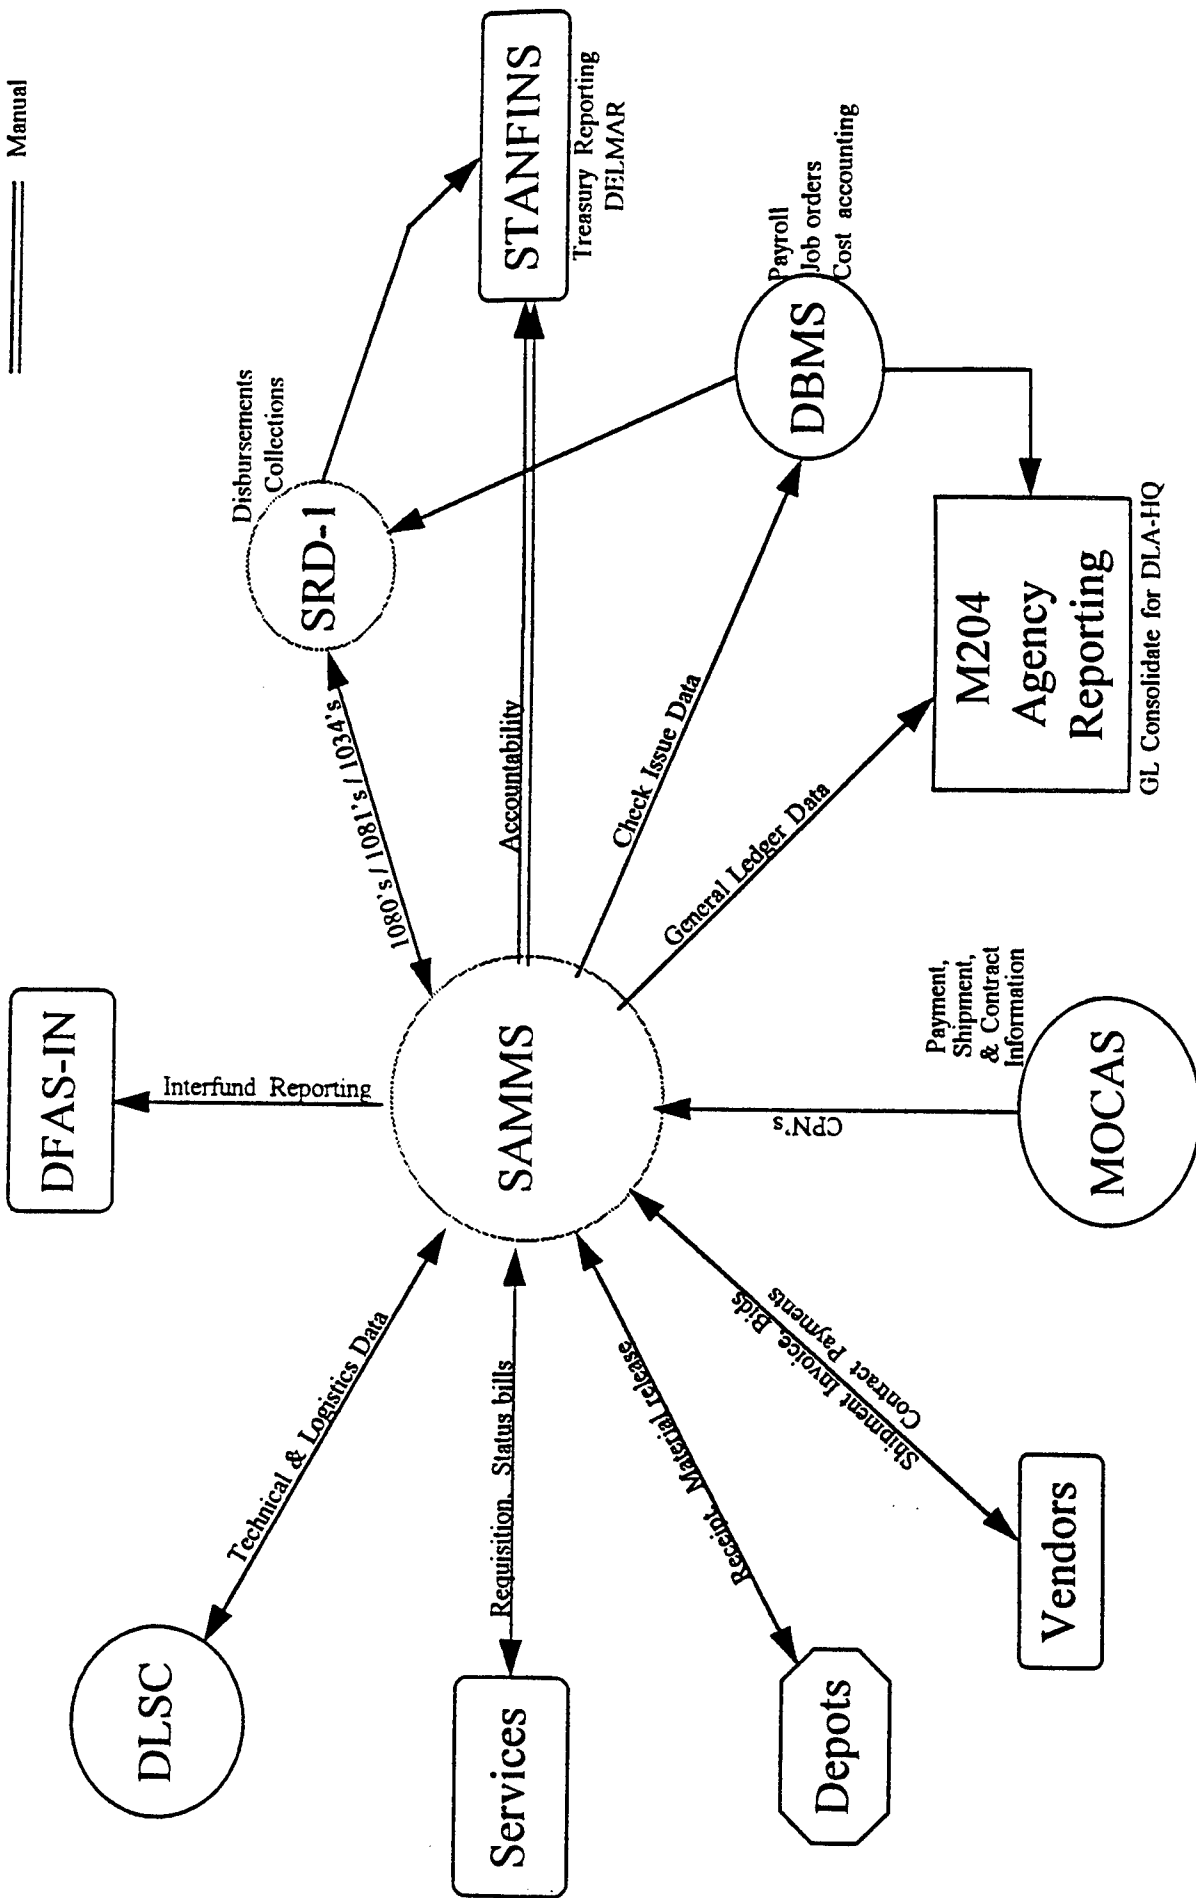 Manual
DLSC
Technical & Logistics Data
DFAS-IN
Interfund Reporting
SRD-1
Disbursements
Collections
1080's / 1081's / 1034's
STANFINS
Treasury Reporting
DELMAR
Services
Requisition, Status bills
SAMMS
Accountability
Check Issue Data
DBMS
Payroll
Job orders
Cost accounting
Depots
Receipt, Material release
General Ledger Data
M204
Agency
Reporting
GL Consolidate for DLA-HQ
Vendors
Shipment Invoice, Bids
Contract Payments
CPN's
MOCAS
Payment,
Shipment,
& Contract
Information